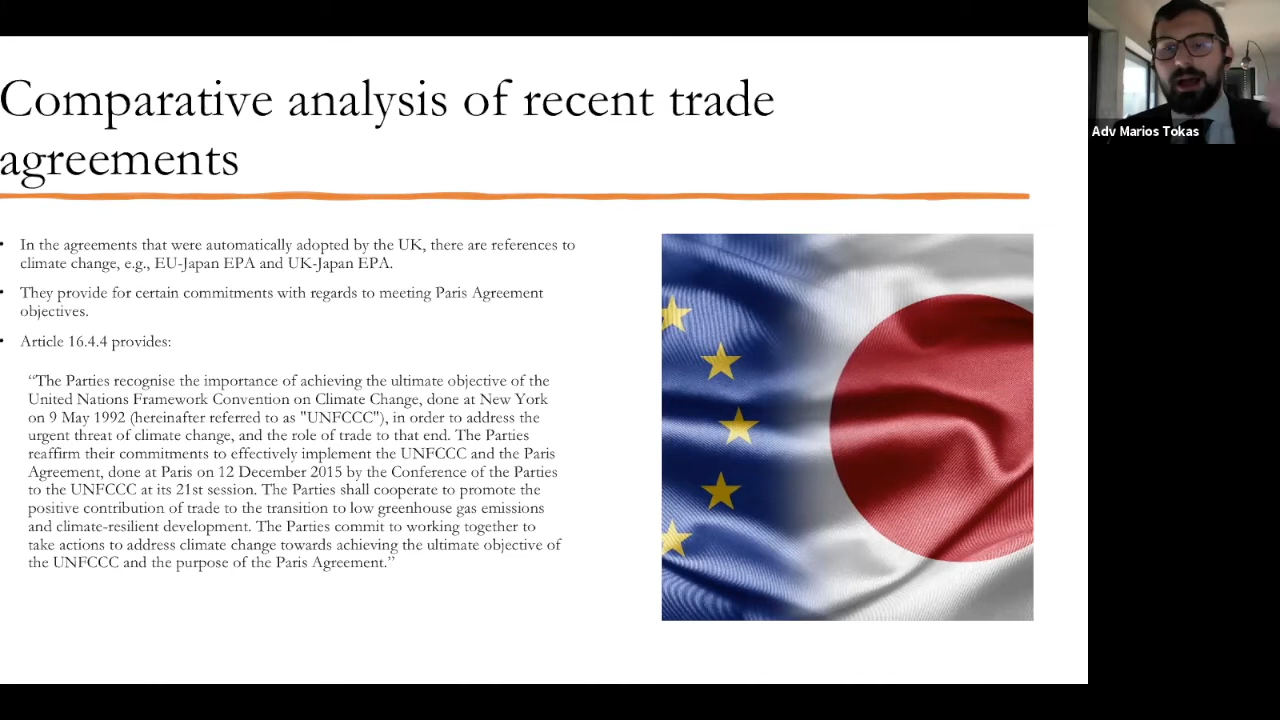 Comparative analysis of recent trade
agreements
• In the agreements that were automatically adopted by the UK, there are references to
climate change, e.g., EU-Japan EPA and UK-Japan EPA.
• They provide for certain commitments with regards to meeting Paris Agreement
objectives.
• Article 16.4.4 provides:
“The Parties recognise the importance of achieving the ultimate objective of the
United Nations Framework Convention on Climate Change, done at New York
on 9 May 1992 (hereinafter referred to as "UNFCCC"), in order to address the
urgent threat of climate change, and the role of trade to that end. The Parties
reaffirm their commitments to effectively implement the UNFCCC and the Paris
Agreement, done at Paris on 12 December 2015 by the Conference of the Parties
to the UNFCCC at its 21st session. The Parties shall cooperate to promote the
positive contribution of trade to the transition to low greenhouse gas emissions
and climate-resilient development. The Parties commit to working together to
take actions to address climate change towards achieving the ultimate objective of
the UNFCCC and the purpose of the Paris Agreement.”
Adv Marios Tokas